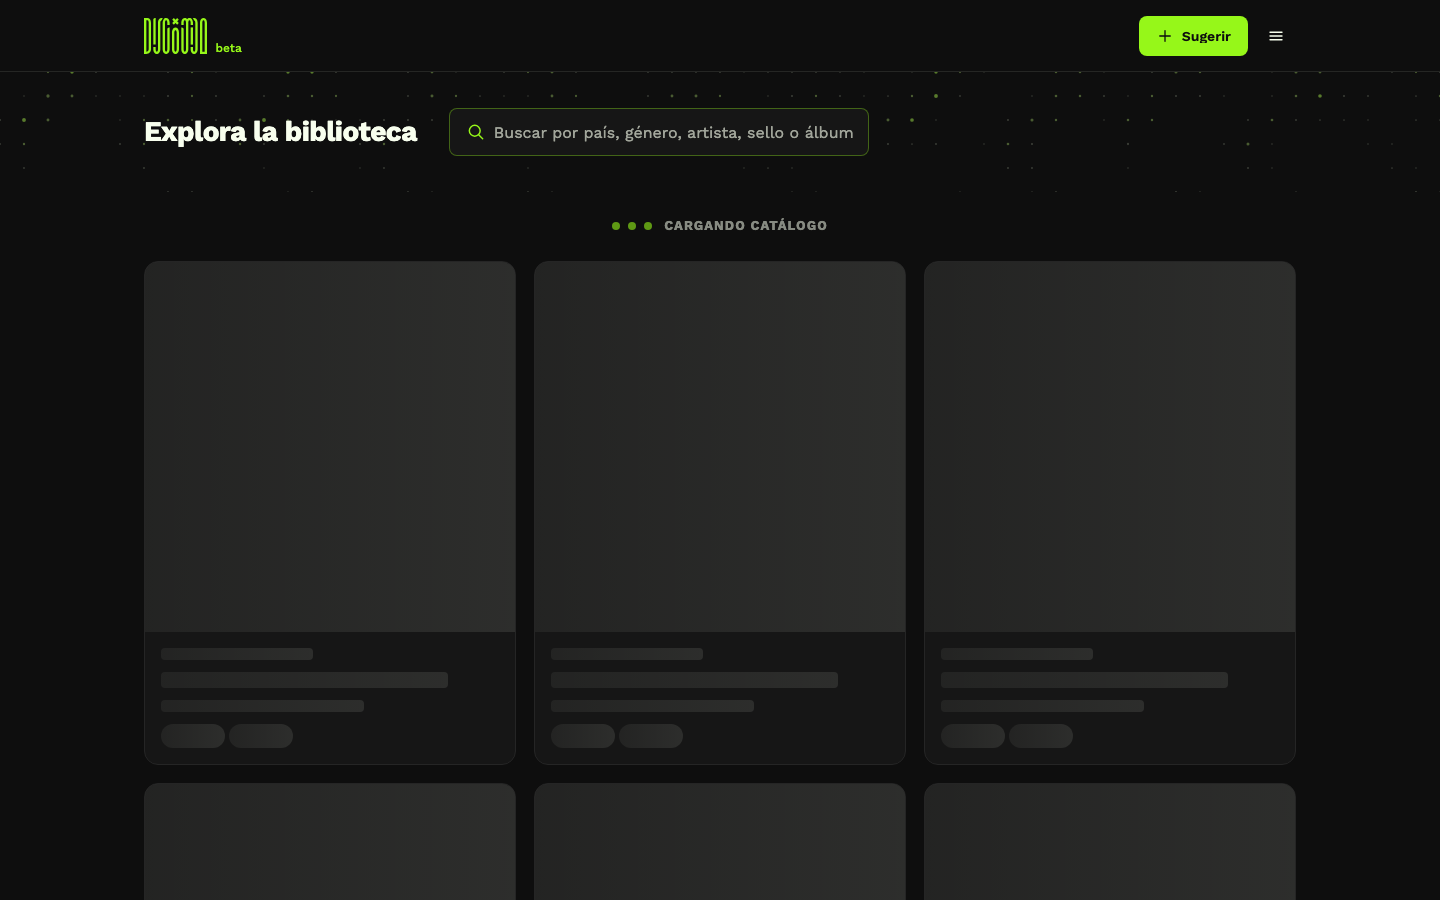 beta
Sugerir
Explora la biblioteca
Buscar por país, género, artista, sello o álbum
CARGANDO CATÁLOGO